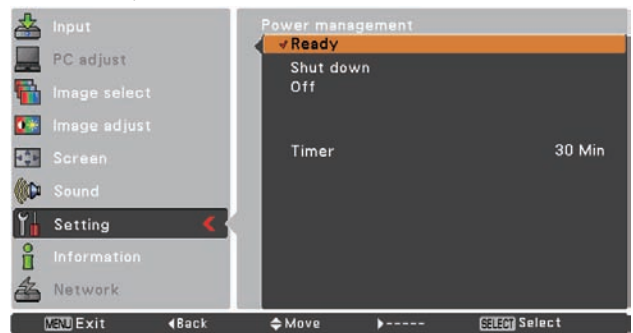 Input
PC adjust
Image select
Image adjust
Screen
Sound
Setting
Information
Network
Power management
✔Ready
Shut down
Off
Timer 30 Min
MENU Exit ◀Back ◆Move ▶----- SELECT Select